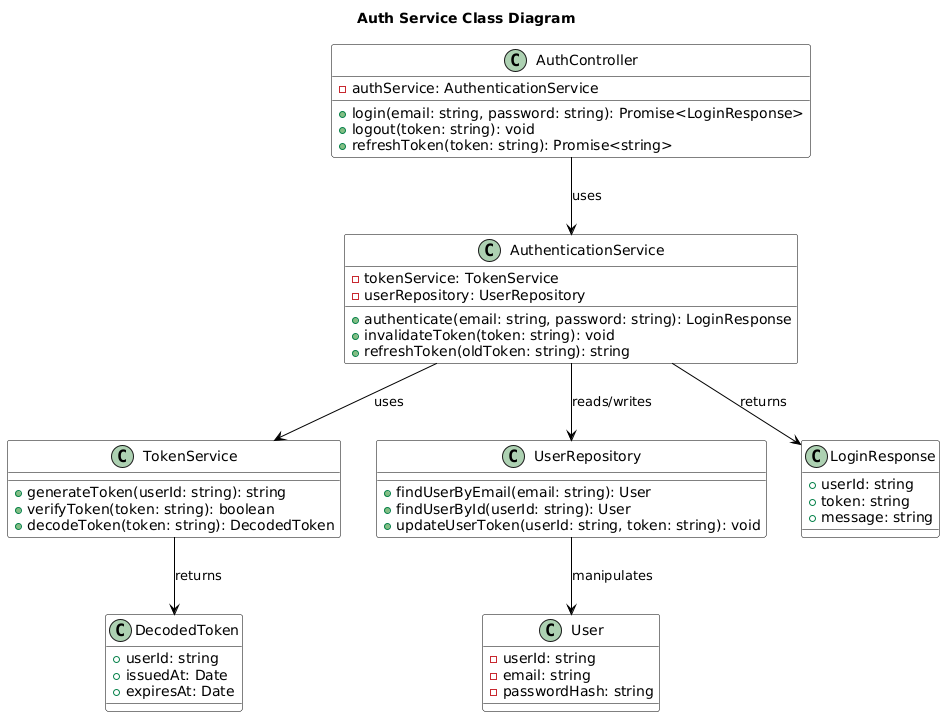 Auth Service Class Diagram
C AuthController
authService: AuthenticationService
login(email: string, password: string): Promise<LoginResponse>
logout(token: string): void
refreshToken(token: string): Promise<string>
uses
C AuthenticationService
tokenService: TokenService
userRepository: UserRepository
authenticate(email: string, password: string): LoginResponse
invalidateToken(token: string): void
refreshToken(oldToken: string): string
uses
reads/writes
returns
C TokenService
generateToken(userId: string): string
verifyToken(token: string): boolean
decodeToken(token: string): DecodedToken
C UserRepository
findUserByEmail(email: string): User
findUserById(userId: string): User
updateUserToken(userId: string, token: string): void
C LoginResponse
userId: string
token: string
message: string
returns
manipulates
C DecodedToken
userId: string
issuedAt: Date
expiresAt: Date
C User
userId: string
email: string
passwordHash: string